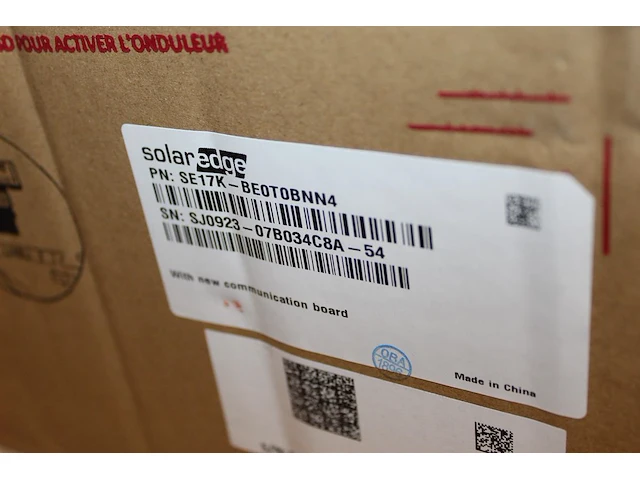 POUR ACTIVER L'ONDULEUR
solaredge
PN: SE17K-BE0T0BNN4
SN: SJ0923-07B034C8A-54
With new communication board
QBA
Made in China